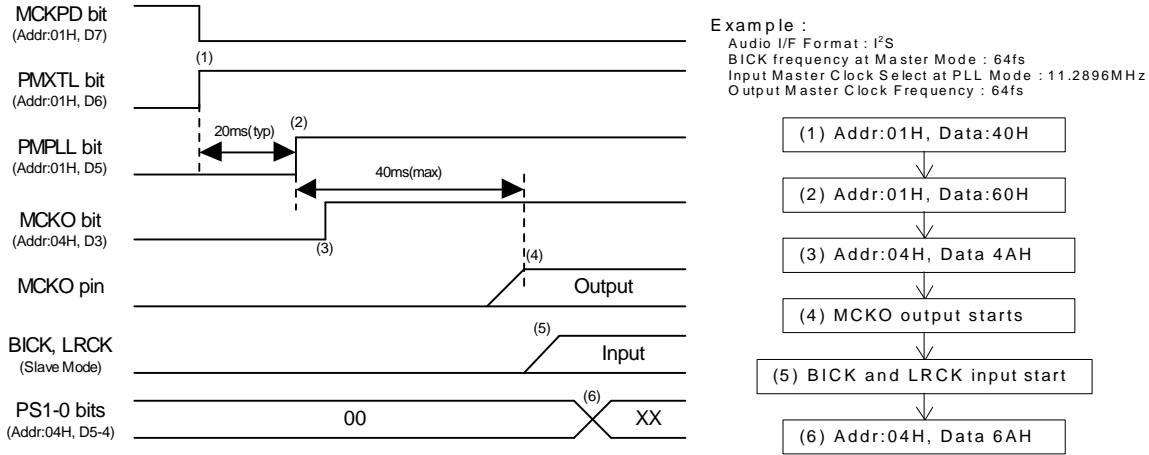 MCKPD bit
(Addr:01H, D7)
(1)
PMXTL bit
(Addr:01H, D6)
20ms(typ)
(2)
PMPLL bit
(Addr:01H, D5)
40ms(max)
MCKO bit
(Addr:04H, D3)
(3)
(4)
MCKO pin
Output
(5)
BICK, LRCK
(Slave Mode)
Input
(6)
PS1-0 bits
(Addr:04H, D5-4)
00
XX
Example :
Audio I/F Format : I²S
BICK frequency at Master Mode : 64fs
Input Master Clock Select at PLL Mode : 11.2896MHz
Output Master Clock Frequency : 64fs
(1) Addr:01H, Data:40H
(2) Addr:01H, Data:60H
(3) Addr:04H, Data 4AH
(4) MCKO output starts
(5) BICK and LRCK input start
(6) Addr:04H, Data 6AH